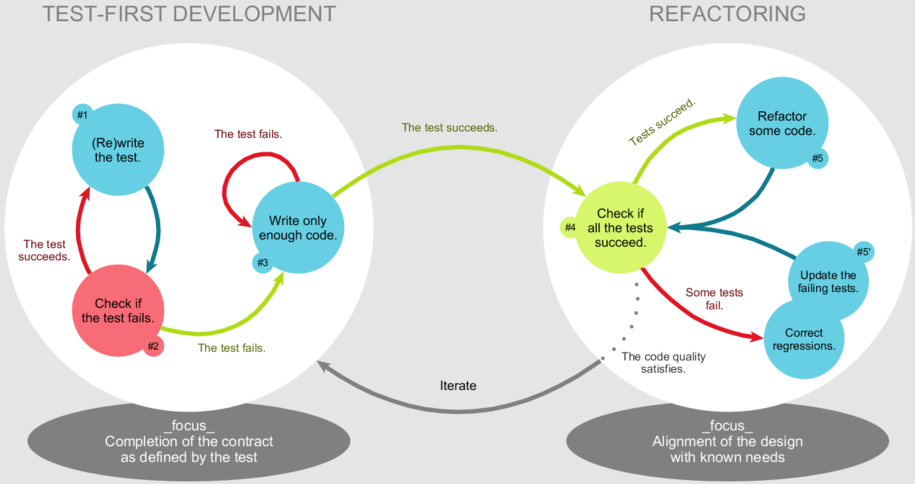 TEST-FIRST DEVELOPMENT
REFACTORING
#1
(Re)write
the test.
The test
succeeds.
Check if
the test fails.
#2
The test fails.
The test fails.
Write only
enough code.
#3
The test succeeds.
#4
Check if
all the tests
succeed.
Tests succeed.
Refactor
some code.
#5
#5'
Update the
failing tests.
Correct
regressions.
Some tests
fail.
The code quality
satisfies.
Iterate
_focus_
Completion of the contract
as defined by the test
_focus_
Alignment of the design
with known needs